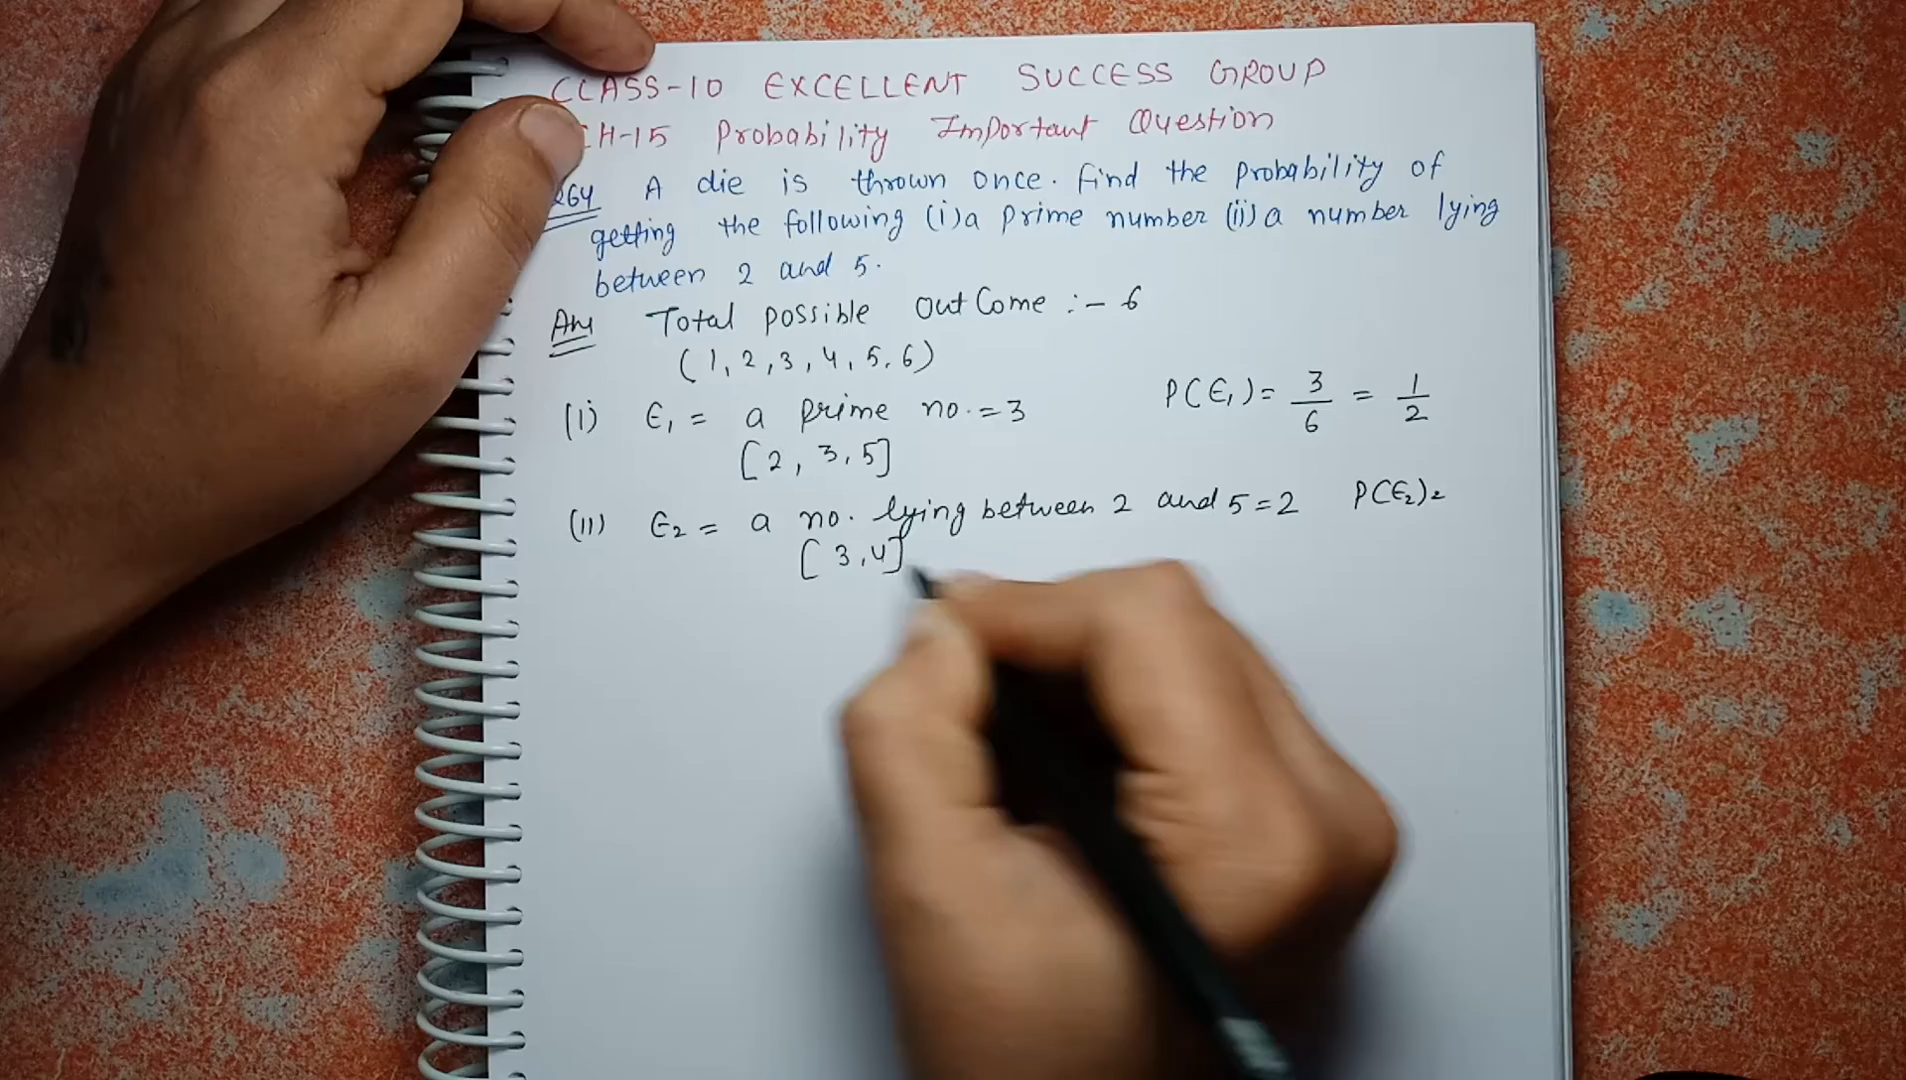 CLASS-10 EXCELLENT SUCCESS GROUP
CH-15 Probability Important Question
264 A die is thrown once. find the probability of
getting the following (i) a prime number (ii) a number lying
between 2 and 5.
Ans Total possible outcome :- 6
(1, 2, 3, 4, 5, 6)
(I) E₁ = a prime no. = 3 P(E₁) = 3/6 = 1/2
[2, 3, 5]
(II) E₂ = a no. lying between 2 and 5 = 2 P(E₂) =
[3, 4]